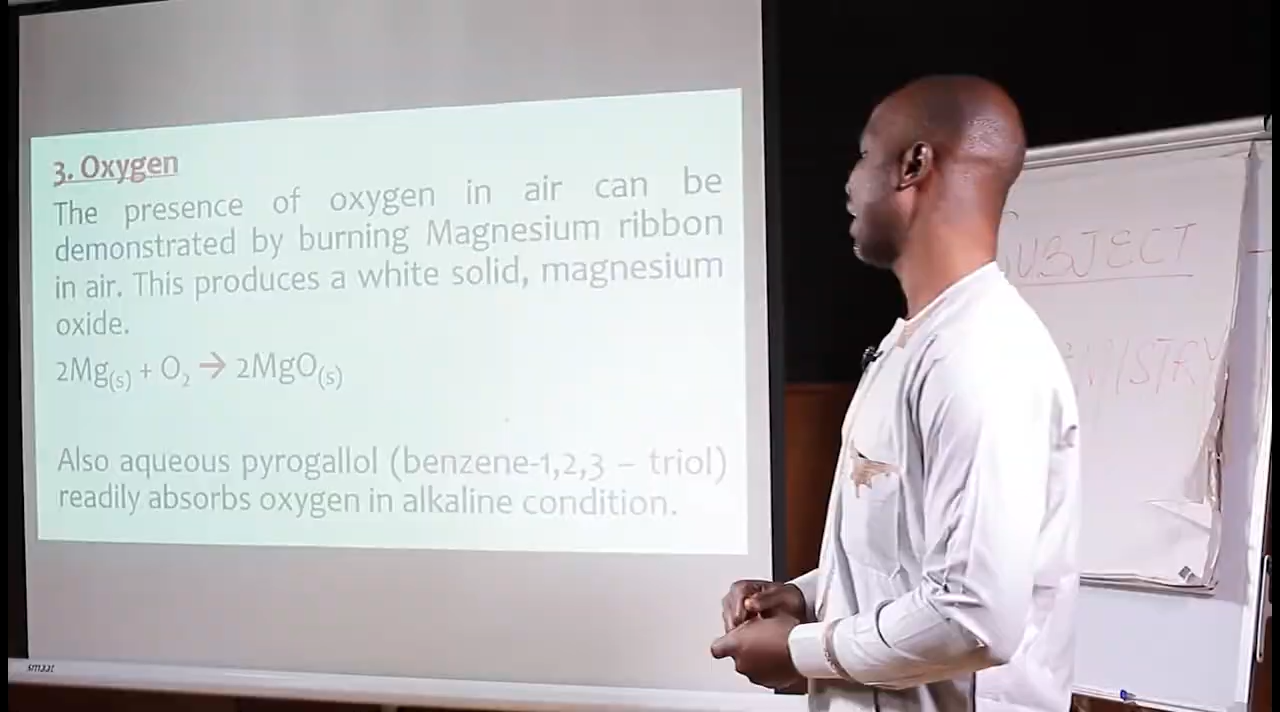 3. Oxygen
The presence of oxygen in air can be
demonstrated by burning Magnesium ribbon
in air. This produces a white solid, magnesium
oxide.
2Mg(s) + O₂ → 2MgO(s)
Also aqueous pyrogallol (benzene-1,2,3 – triol)
readily absorbs oxygen in alkaline condition.
SUBJECT
smaat